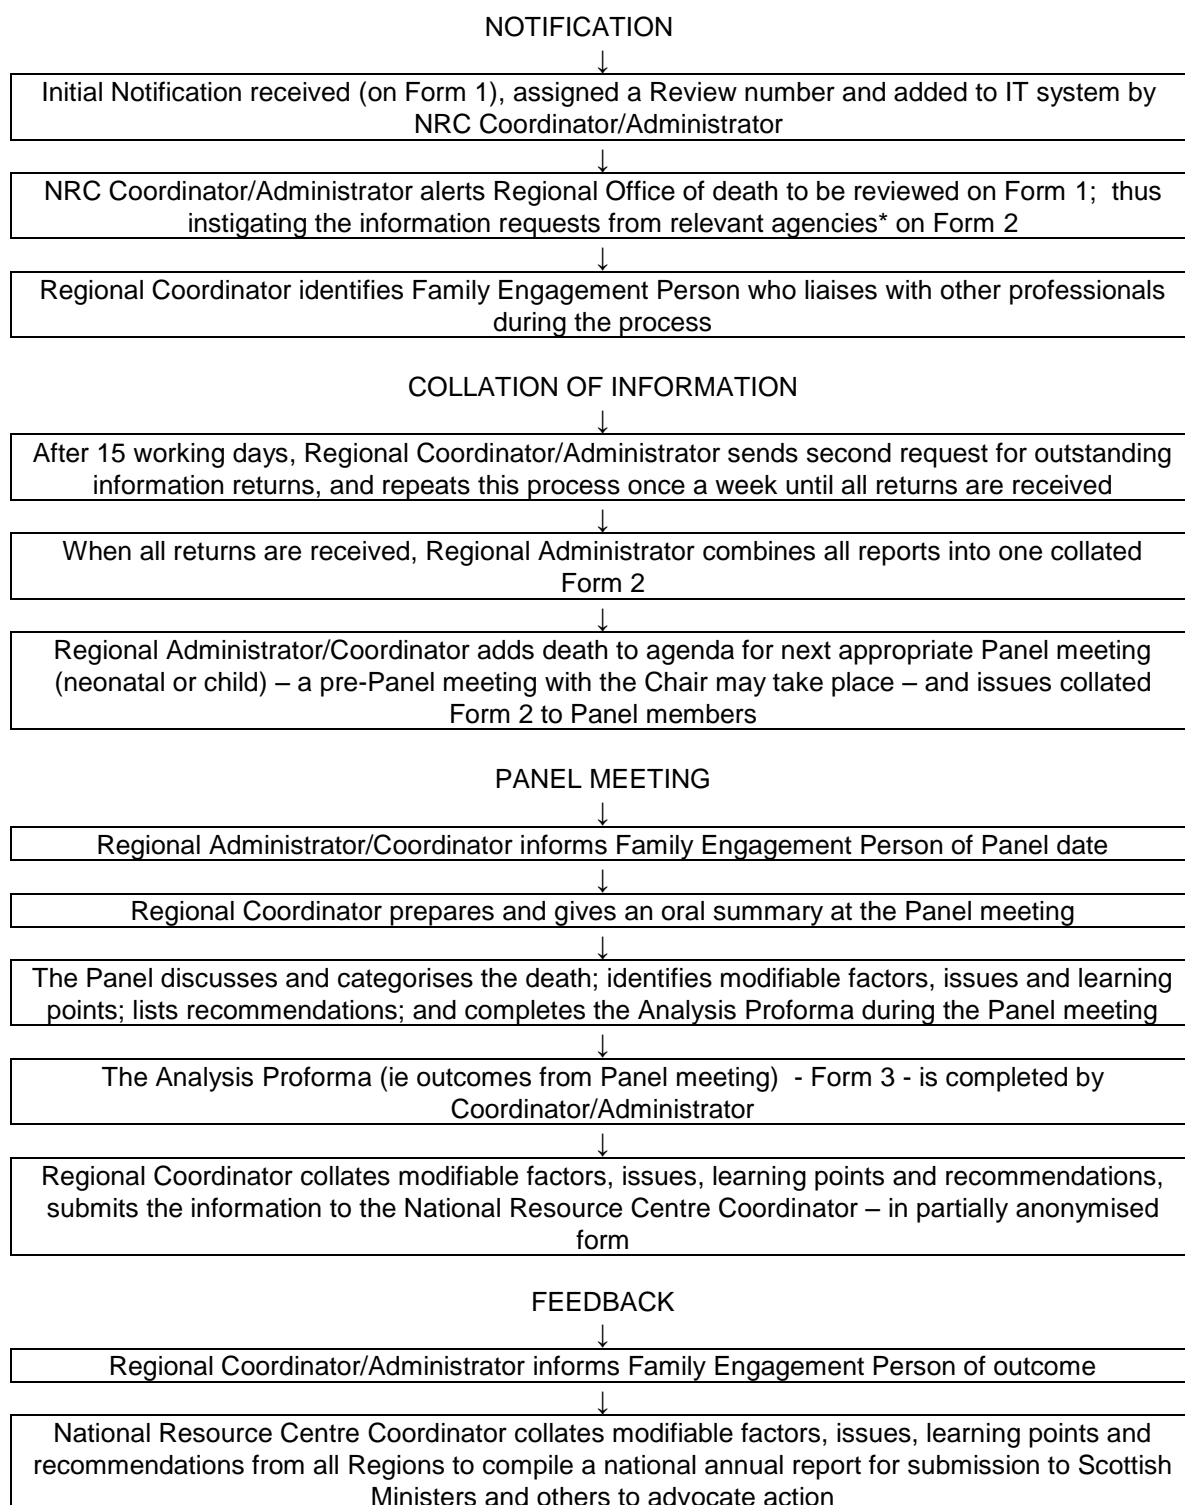 NOTIFICATION
↓
Initial Notification received (on Form 1), assigned a Review number and added to IT system by
NRC Coordinator/Administrator
↓
NRC Coordinator/Administrator alerts Regional Office of death to be reviewed on Form 1;  thus
instigating the information requests from relevant agencies* on Form 2
↓
Regional Coordinator identifies Family Engagement Person who liaises with other professionals
during the process
COLLATION OF INFORMATION
↓
After 15 working days, Regional Coordinator/Administrator sends second request for outstanding
information returns, and repeats this process once a week until all returns are received
↓
When all returns are received, Regional Administrator combines all reports into one collated
Form 2
↓
Regional Administrator/Coordinator adds death to agenda for next appropriate Panel meeting
(neonatal or child) – a pre-Panel meeting with the Chair may take place – and issues collated
Form 2 to Panel members
PANEL MEETING
↓
Regional Administrator/Coordinator informs Family Engagement Person of Panel date
↓
Regional Coordinator prepares and gives an oral summary at the Panel meeting
↓
The Panel discusses and categorises the death; identifies modifiable factors, issues and learning
points; lists recommendations; and completes the Analysis Proforma during the Panel meeting
↓
The Analysis Proforma (ie outcomes from Panel meeting)  - Form 3 - is completed by
Coordinator/Administrator
↓
Regional Coordinator collates modifiable factors, issues, learning points and recommendations,
submits the information to the National Resource Centre Coordinator – in partially anonymised
form
FEEDBACK
↓
Regional Coordinator/Administrator informs Family Engagement Person of outcome
↓
National Resource Centre Coordinator collates modifiable factors, issues, learning points and
recommendations from all Regions to compile a national annual report for submission to Scottish
Ministers and others to advocate action